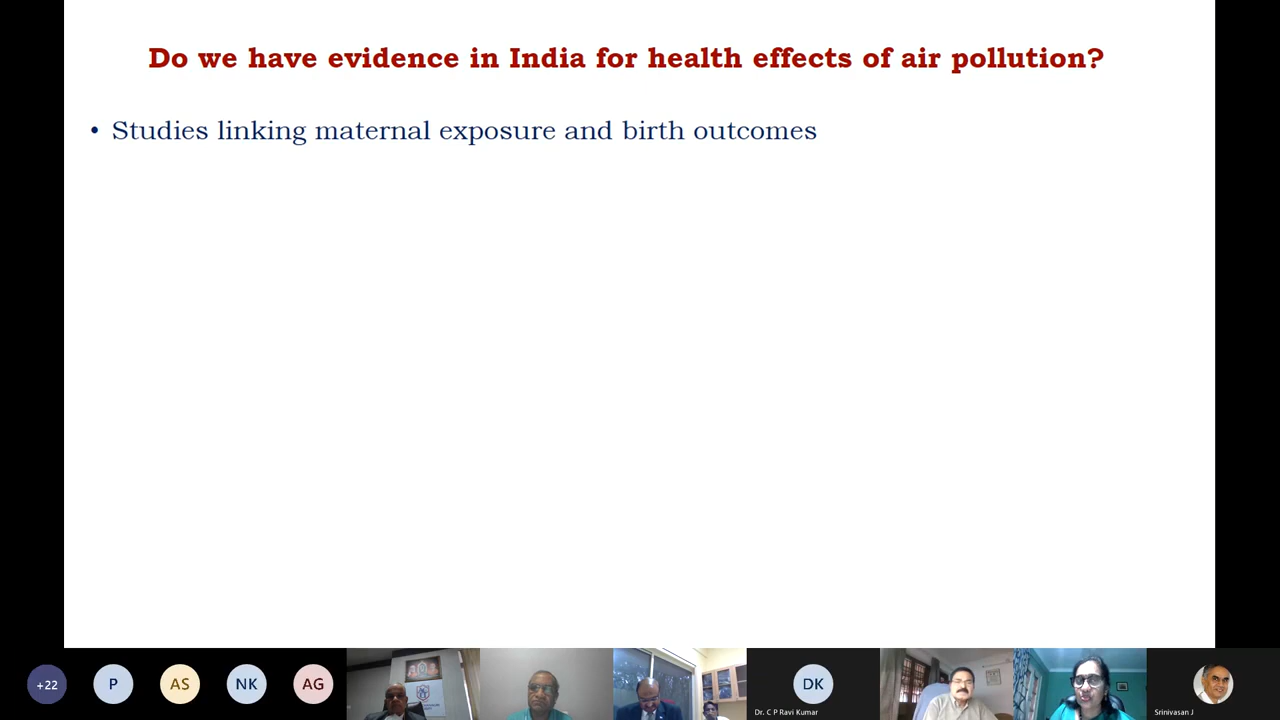 Do we have evidence in India for health effects of air pollution?
• Studies linking maternal exposure and birth outcomes
+22
P
AS
NK
AG
DK
Dr. C P Ravi Kumar
Srinivasan J